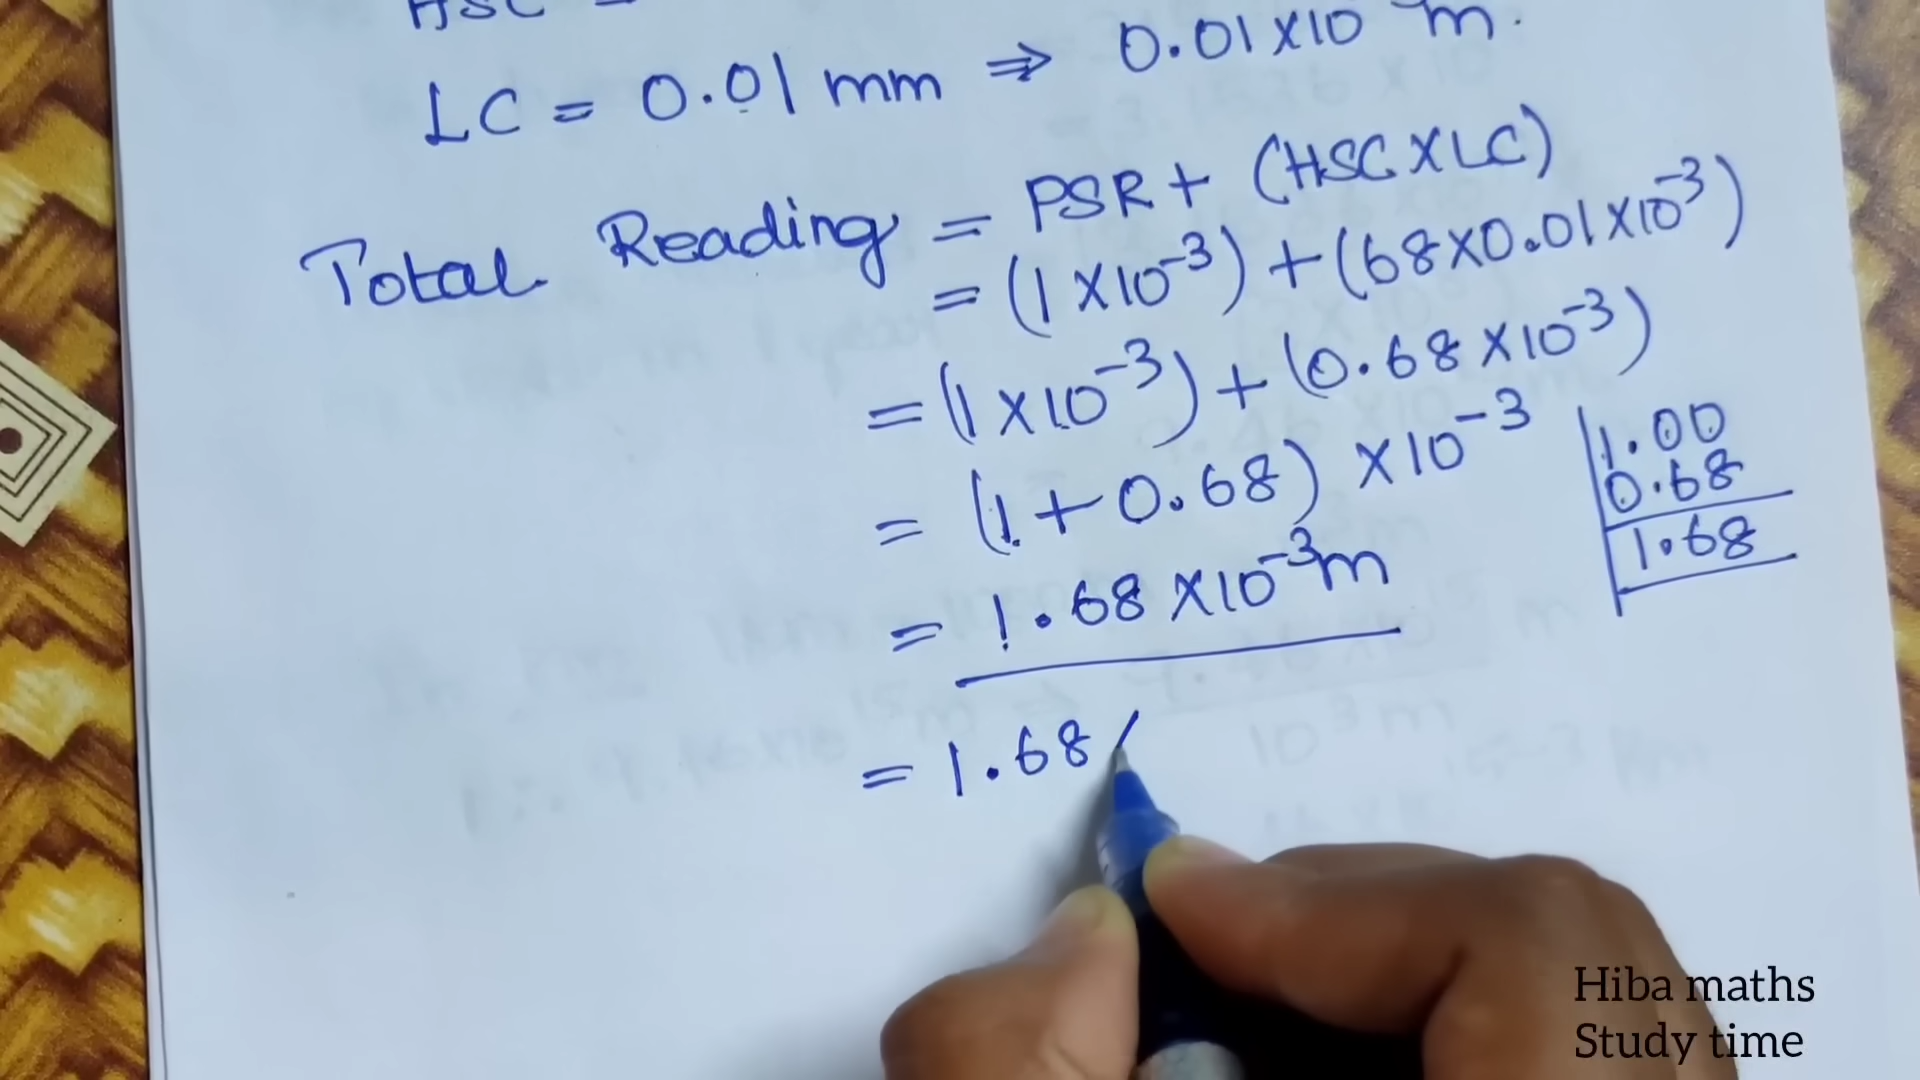 HSC =
LC = 0.01 mm ⇒ 0.01×10 m.
Total Reading = PSR + (HSC×LC)
= (1×10⁻³) + (68×0.01×10⁻³)
= (1×10⁻³) + (0.68×10⁻³)
= (1+0.68) ×10⁻³
= 1.68×10⁻³m
1.00
0.68
1.68
= 1.68
Hiba maths
Study time